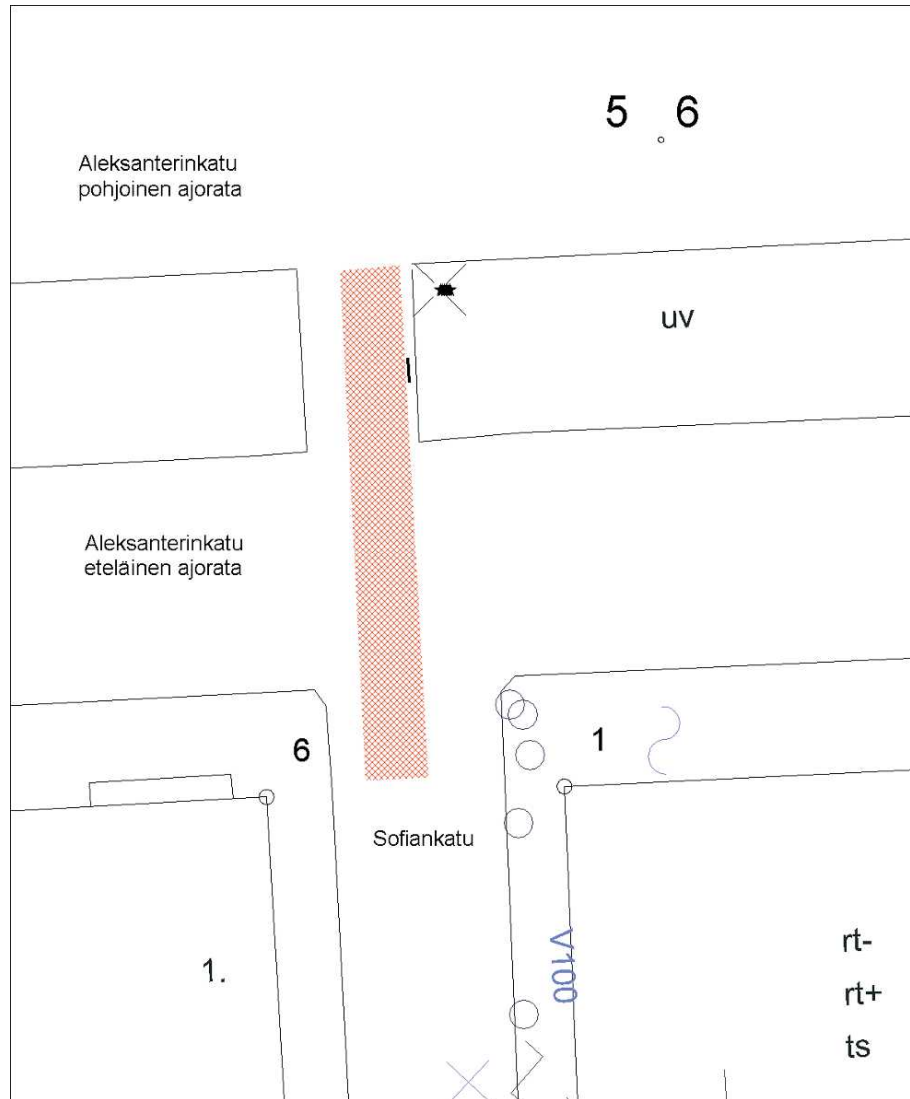 5 6
Aleksanterinkatu
pohjoinen ajorata
uv
Aleksanterinkatu
eteläinen ajorata
6
1
Sofiankatu
V100
1.
rt-
rt+
ts